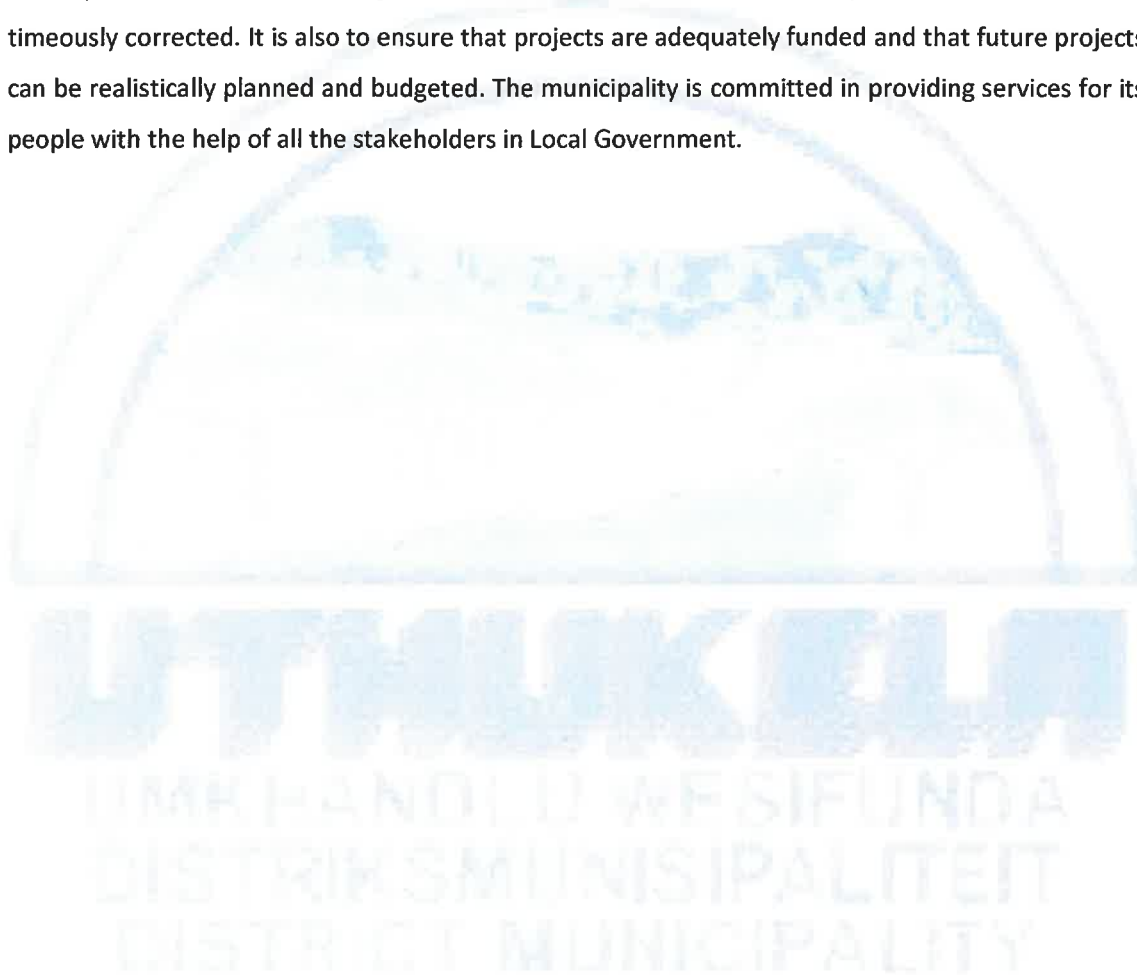 timeously corrected. It is also to ensure that projects are adequately funded and that future projects
can be realistically planned and budgeted. The municipality is committed in providing services for its
people with the help of all the stakeholders in Local Government.
UTHUKELA
UMKHANDLU WESIFUNDA
DISTRIKSMUNISIPALITEIT
DISTRICT MUNICIPALITY